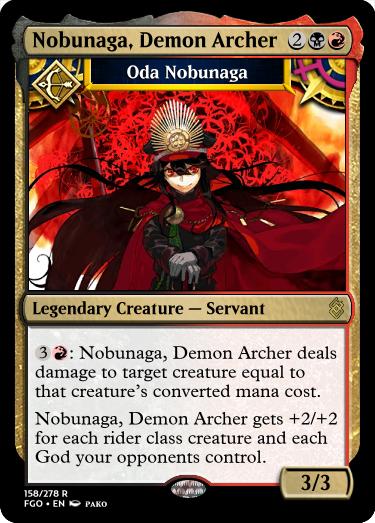 Nobunaga, Demon Archer 2
Oda Nobunaga
Legendary Creature — Servant
3 : Nobunaga, Demon Archer deals
damage to target creature equal to
that creature's converted mana cost.
Nobunaga, Demon Archer gets +2/+2
for each rider class creature and each
God your opponents control.
3/3
158/278 R
FGO • EN PAKO